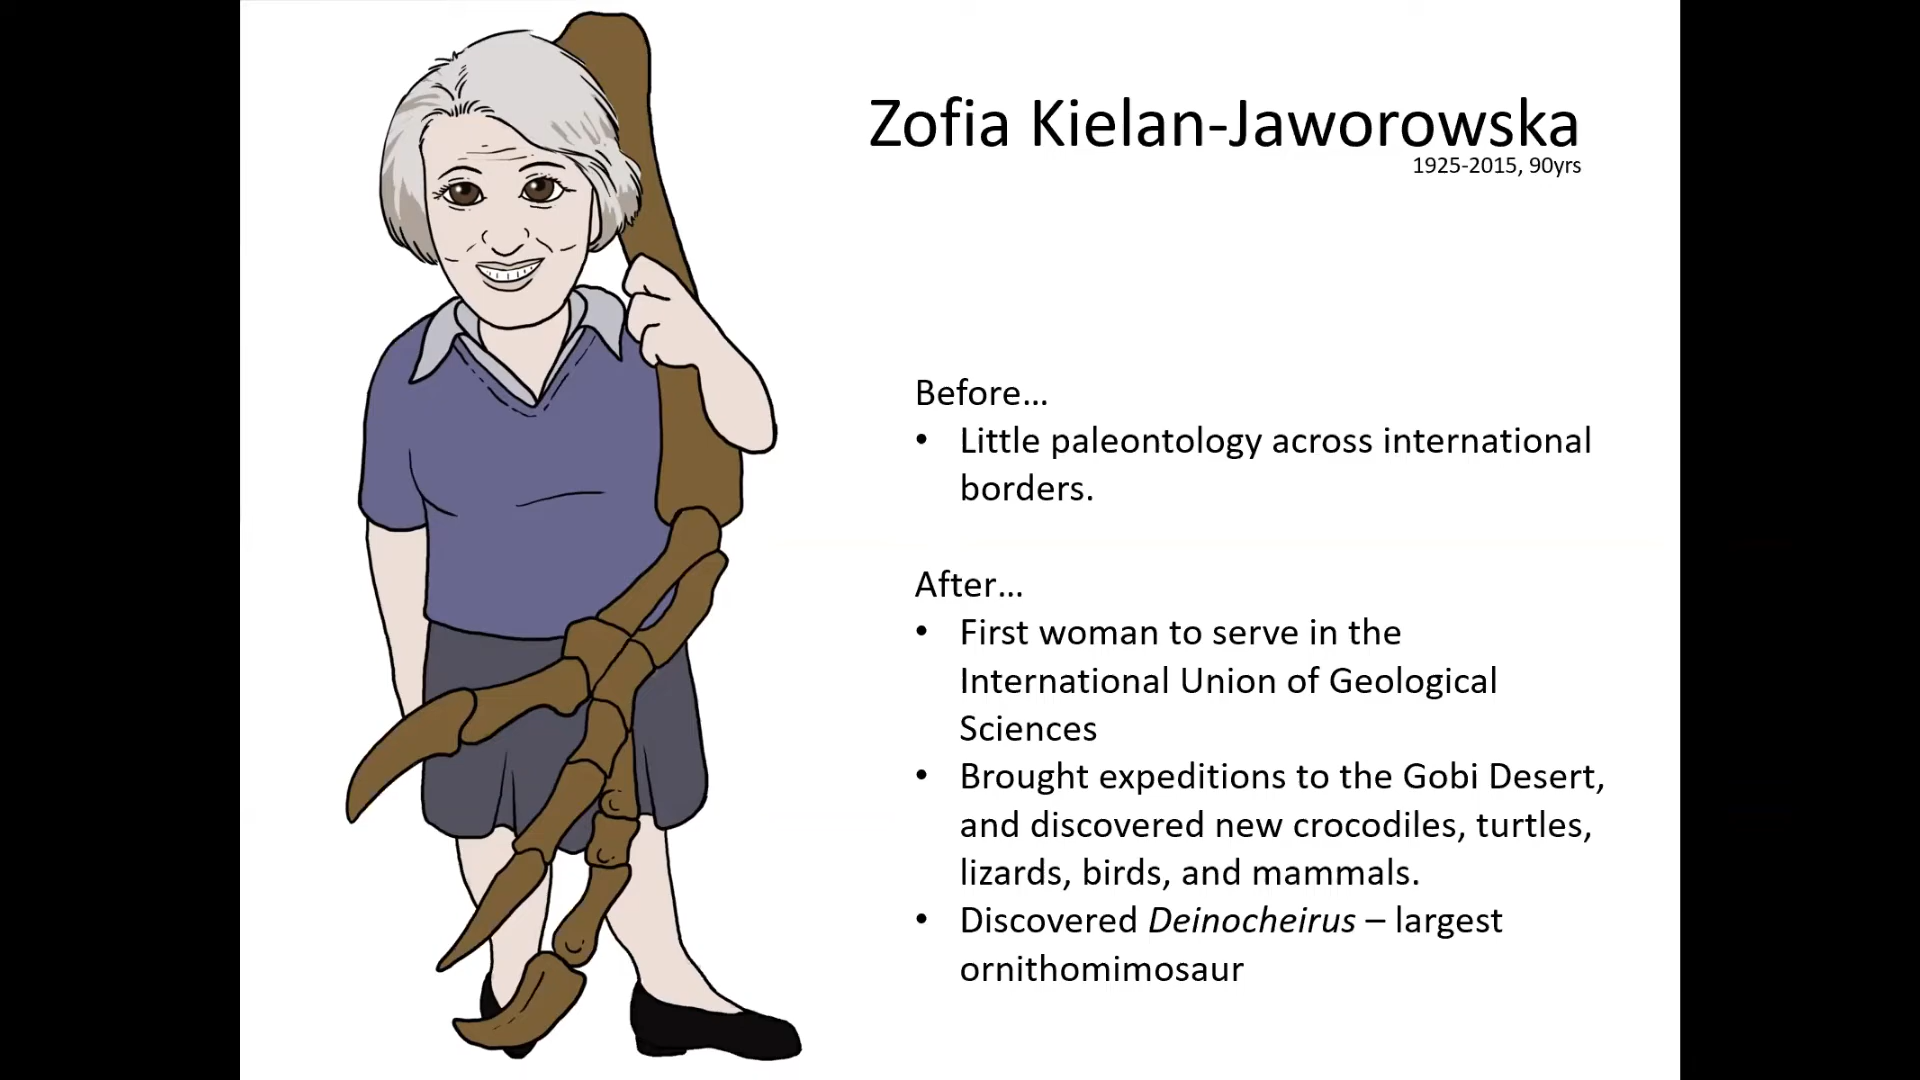 Zofia Kielan-Jaworowska
1925-2015, 90yrs
Before…
• Little paleontology across international
borders.
After…
• First woman to serve in the
International Union of Geological
Sciences
• Brought expeditions to the Gobi Desert,
and discovered new crocodiles, turtles,
lizards, birds, and mammals.
• Discovered Deinocheirus – largest
ornithomimosaur